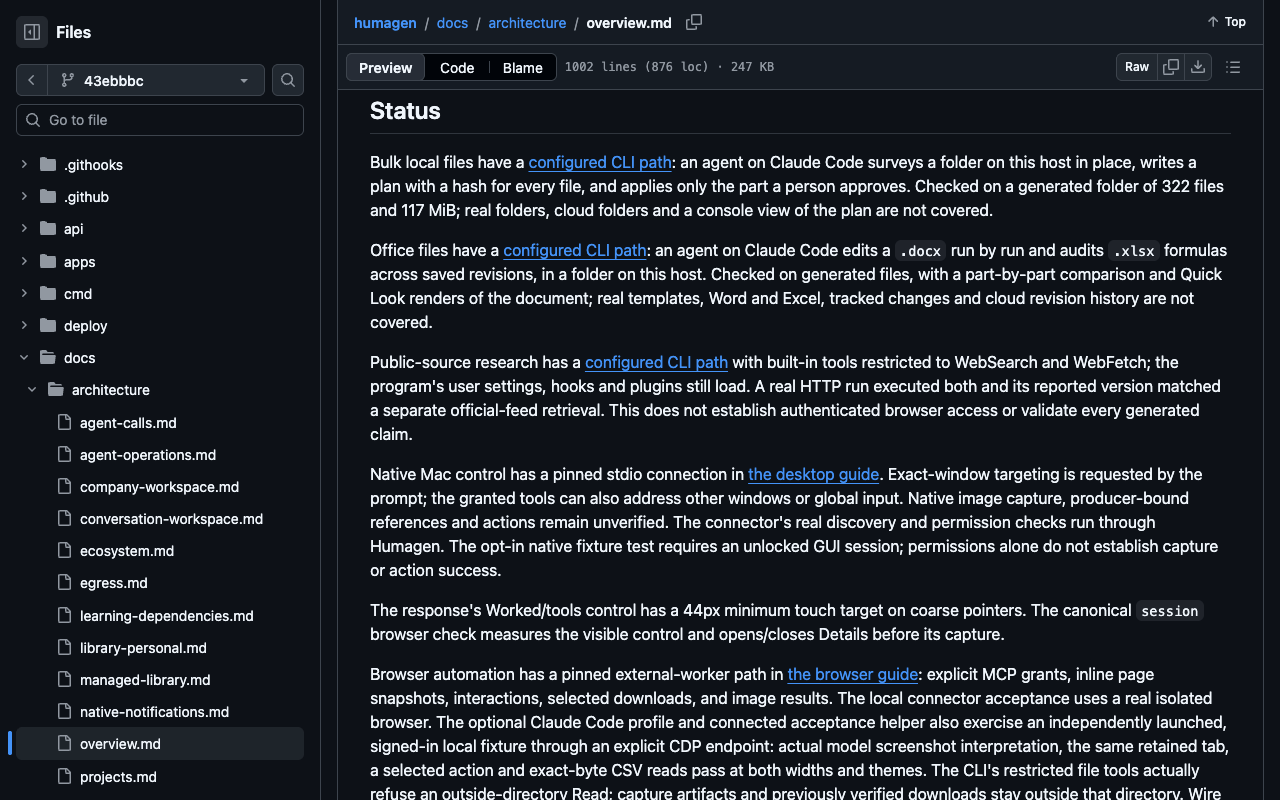 Files
humagen / docs / architecture / overview.md
Top
43ebbbc
Preview Code Blame 1002 lines (876 loc) · 247 KB
Raw
Go to file
.githooks
.github
api
apps
cmd
deploy
docs
architecture
agent-calls.md
agent-operations.md
company-workspace.md
conversation-workspace.md
ecosystem.md
egress.md
learning-dependencies.md
library-personal.md
managed-library.md
native-notifications.md
overview.md
projects.md
Status
Bulk local files have a configured CLI path: an agent on Claude Code surveys a folder on this host in place, writes a
plan with a hash for every file, and applies only the part a person approves. Checked on a generated folder of 322 files
and 117 MiB; real folders, cloud folders and a console view of the plan are not covered.
Office files have a configured CLI path: an agent on Claude Code edits a .docx run by run and audits .xlsx formulas
across saved revisions, in a folder on this host. Checked on generated files, with a part-by-part comparison and Quick
Look renders of the document; real templates, Word and Excel, tracked changes and cloud revision history are not
covered.
Public-source research has a configured CLI path with built-in tools restricted to WebSearch and WebFetch; the
program's user settings, hooks and plugins still load. A real HTTP run executed both and its reported version matched
a separate official-feed retrieval. This does not establish authenticated browser access or validate every generated
claim.
Native Mac control has a pinned stdio connection in the desktop guide. Exact-window targeting is requested by the
prompt; the granted tools can also address other windows or global input. Native image capture, producer-bound
references and actions remain unverified. The connector's real discovery and permission checks run through
Humagen. The opt-in native fixture test requires an unlocked GUI session; permissions alone do not establish capture
or action success.
The response's Worked/tools control has a 44px minimum touch target on coarse pointers. The canonical session
browser check measures the visible control and opens/closes Details before its capture.
Browser automation has a pinned external-worker path in the browser guide: explicit MCP grants, inline page
snapshots, interactions, selected downloads, and image results. The local connector acceptance uses a real isolated
browser. The optional Claude Code profile and connected acceptance helper also exercise an independently launched,
signed-in local fixture through an explicit CDP endpoint: actual model screenshot interpretation, the same retained tab,
a selected action and exact-byte CSV reads pass at both widths and themes. The CLI's restricted file tools actually
refuse an outside-directory Read; capture artifacts and previously verified downloads stay outside that directory. Wire